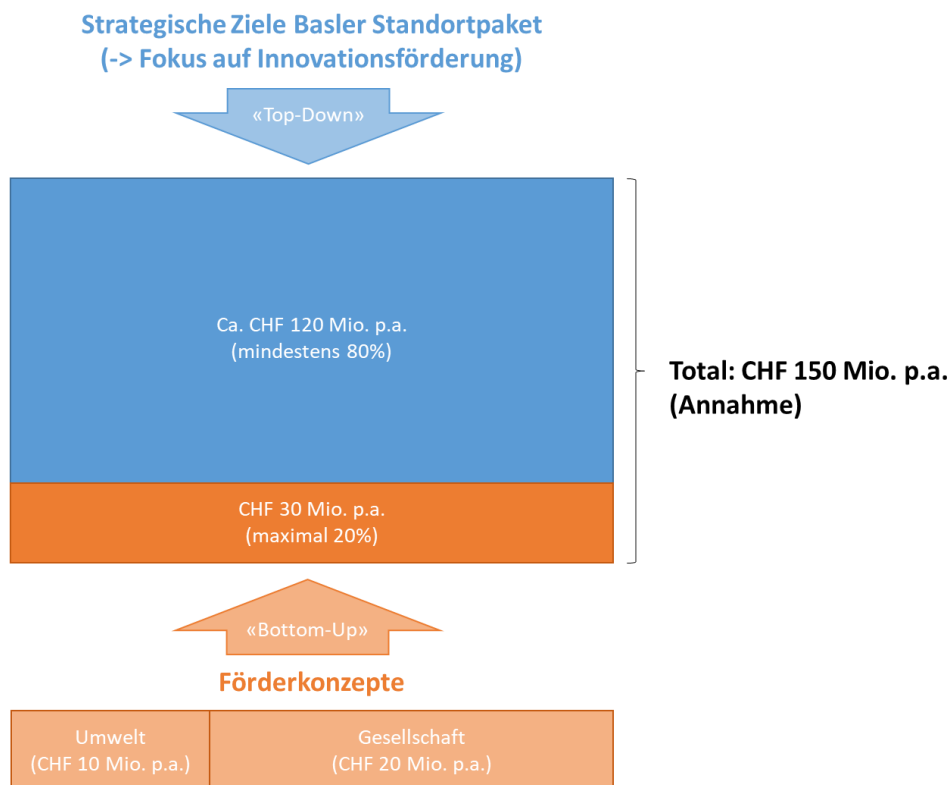 Strategische Ziele Basler Standortpaket
(-> Fokus auf Innovationsförderung)
«Top-Down»
Ca. CHF 120 Mio. p.a.
(mindestens 80%)
Total: CHF 150 Mio. p.a.
(Annahme)
CHF 30 Mio. p.a.
(maximal 20%)
«Bottom-Up»
Förderkonzepte
Umwelt
(CHF 10 Mio. p.a.)
Gesellschaft
(CHF 20 Mio. p.a.)